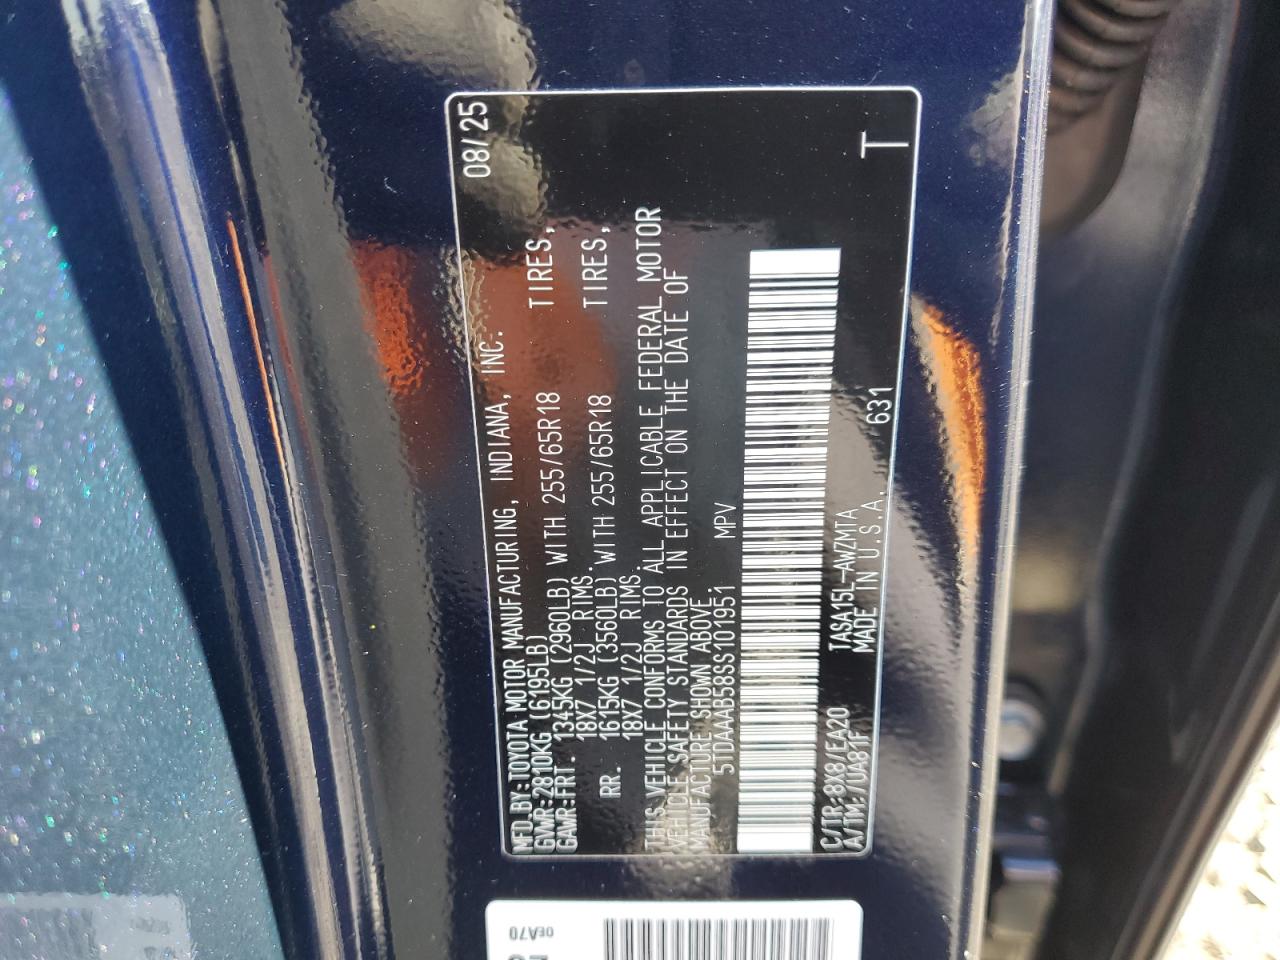 08/25
MFD.BY:TOYOTA MOTOR MANUFACTURING, INDIANA, INC.
GVWR:2810KG (6195LB)
GAWR:FRT. 1345KG (2960LB) WITH 255/65R18 TIRES,
18X7 1/2J RIMS.
RR. 1615KG (3560LB) WITH 255/65R18 TIRES,
18X7 1/2J RIMS.
THIS VEHICLE CONFORMS TO ALL APPLICABLE FEDERAL MOTOR
VEHICLE SAFETY STANDARDS IN EFFECT ON THE DATE OF
MANUFACTURE SHOWN ABOVE.
5TDAAAB58SS101951 MPV
C/TR:8X8/EA20 TASA15L-AWZMTA
A/TM:/UA81F MADE IN U.S.A. 631
T
0EA70